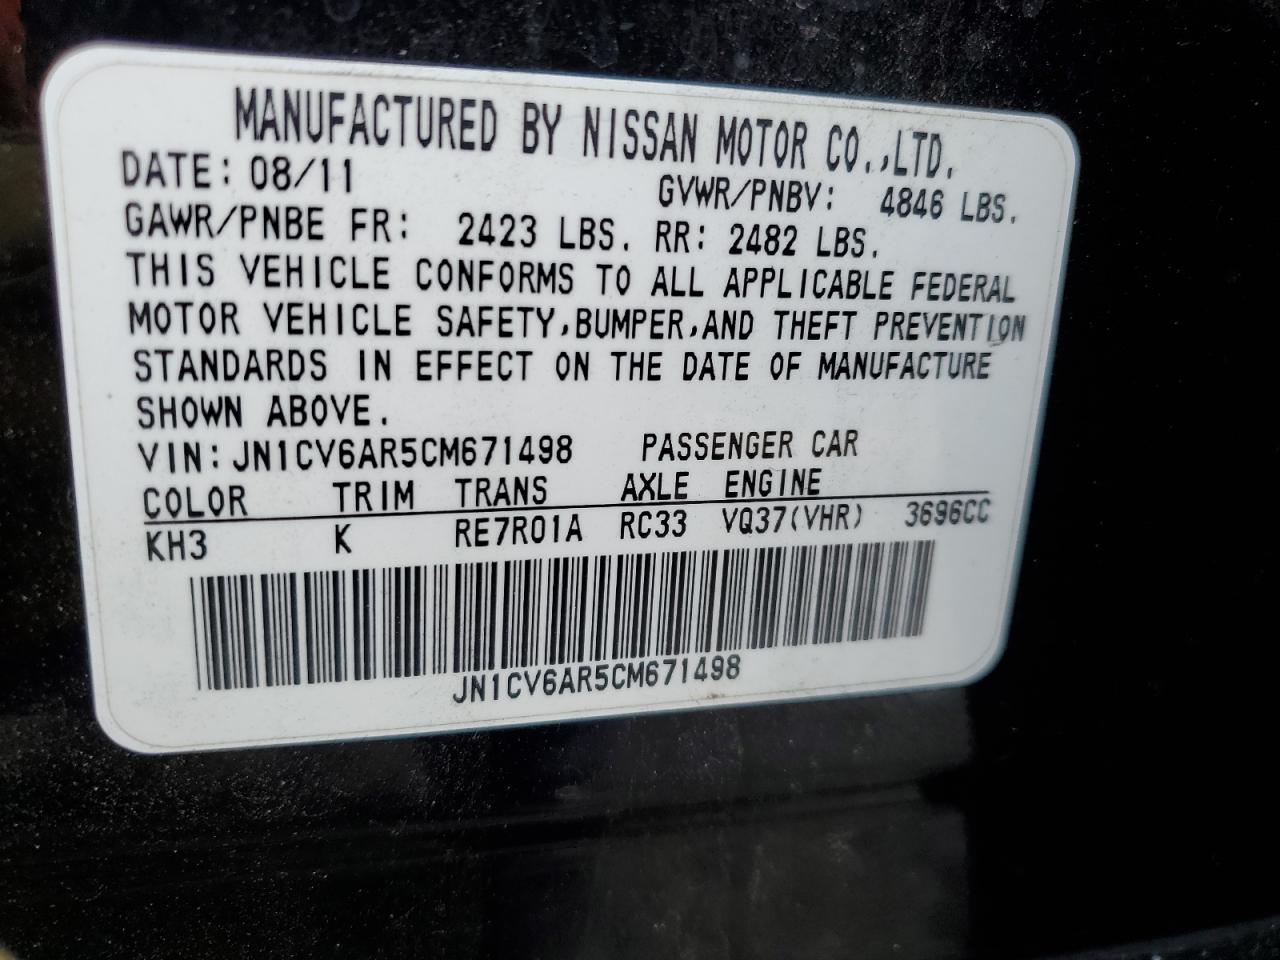 MANUFACTURED BY NISSAN MOTOR CO.,LTD.
DATE: 08/11 GVWR/PNBV: 4846 LBS.
GAWR/PNBE FR: 2423 LBS. RR: 2482 LBS.
THIS VEHICLE CONFORMS TO ALL APPLICABLE FEDERAL
MOTOR VEHICLE SAFETY,BUMPER,AND THEFT PREVENTION
STANDARDS IN EFFECT ON THE DATE OF MANUFACTURE
SHOWN ABOVE.
VIN: JN1CV6AR5CM671498 PASSENGER CAR
COLOR TRIM TRANS AXLE ENGINE
KH3 K RE7R01A RC33 VQ37(VHR) 3696CC
JN1CV6AR5CM671498